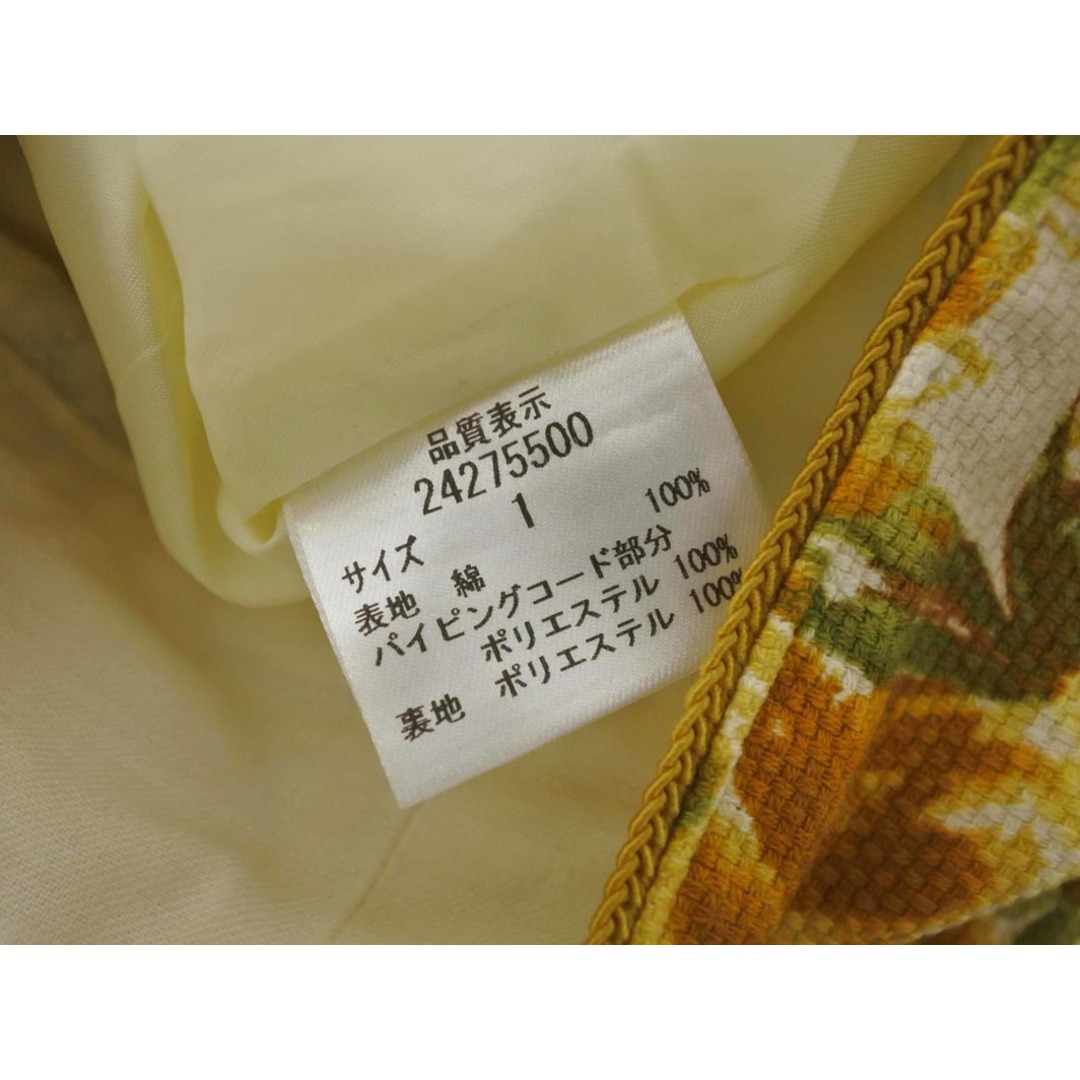 品質表示
24275500
サイズ 1
表地 綿 100%
パイピングコード部分
ポリエステル 100%
裏地 ポリエステル 100%